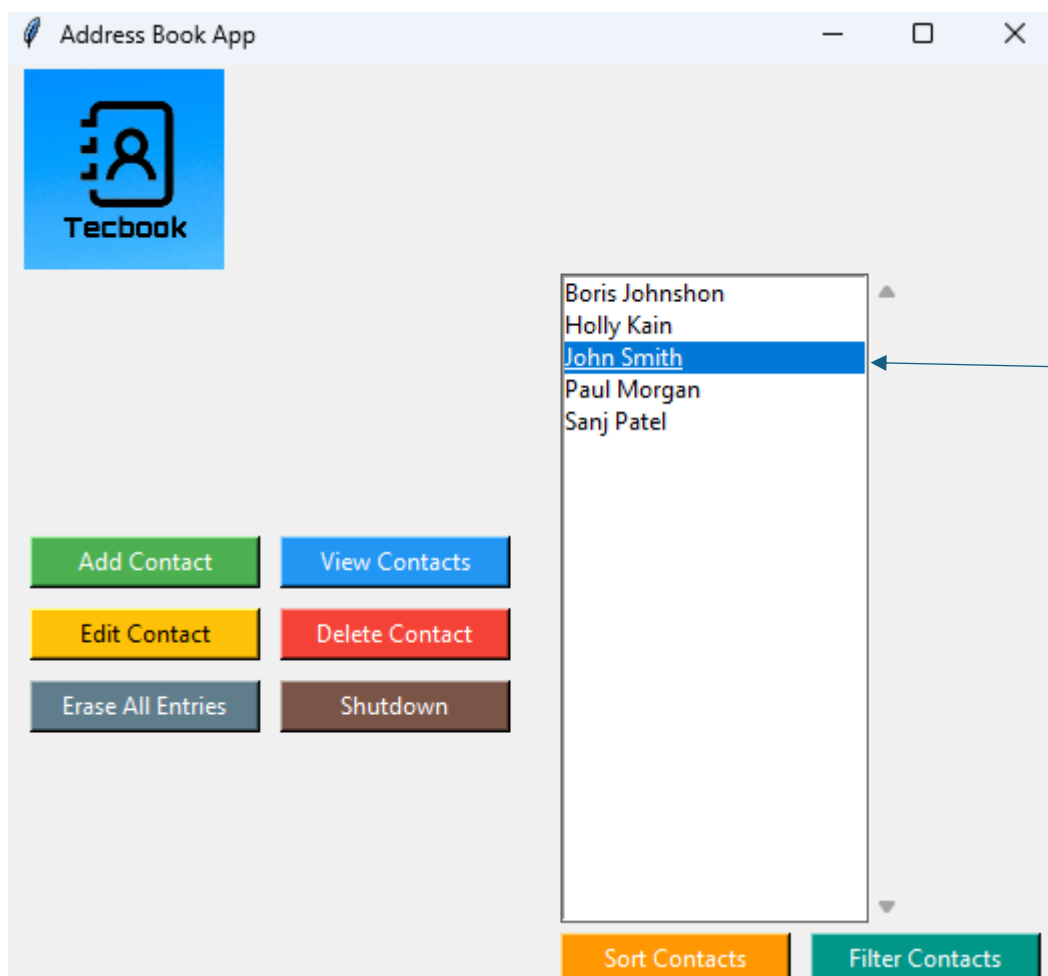 Address Book App
Tecbook
Boris Johnshon
Holly Kain
John Smith
Paul Morgan
Sanj Patel
Add Contact
View Contacts
Edit Contact
Delete Contact
Erase All Entries
Shutdown
Sort Contacts
Filter Contacts